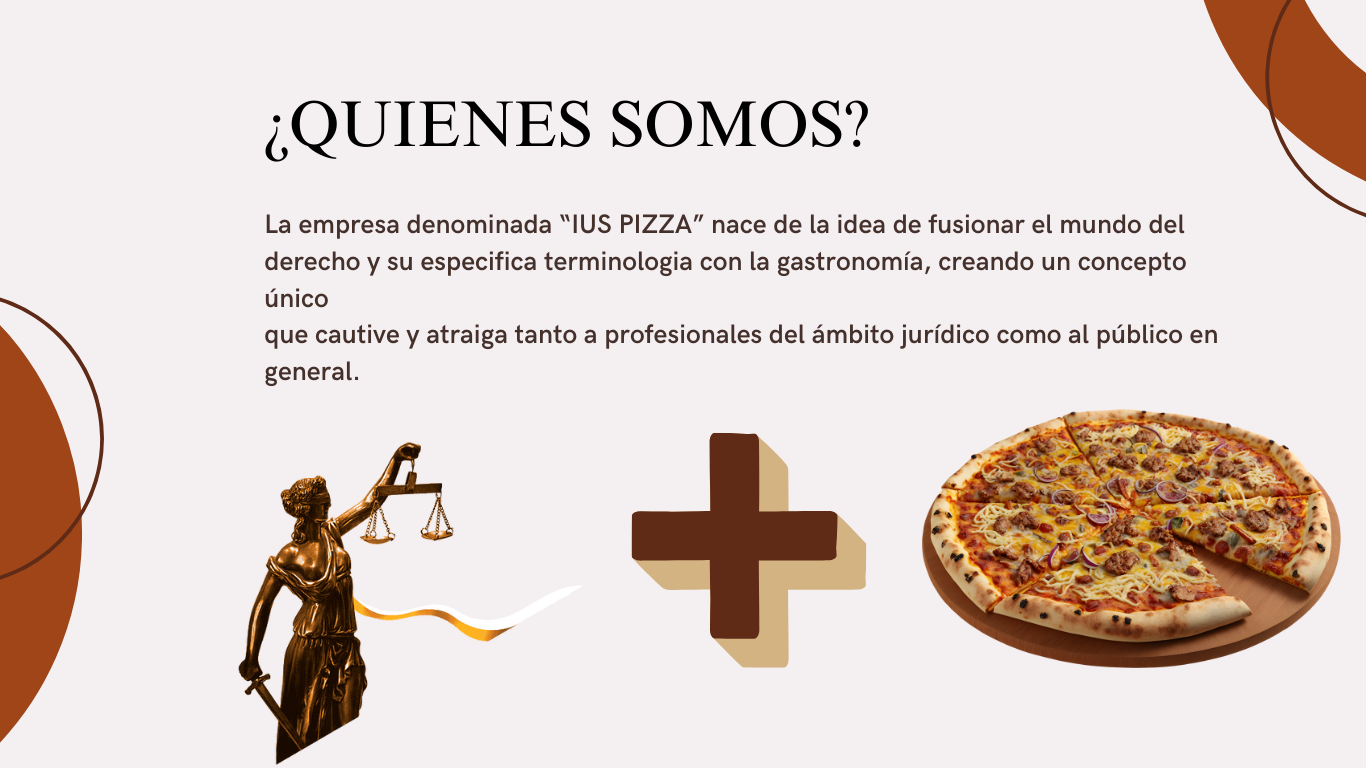 ¿QUIENES SOMOS?
La empresa denominada “IUS PIZZA” nace de la idea de fusionar el mundo del
derecho y su especifica terminologia con la gastronomía, creando un concepto
único
que cautive y atraiga tanto a profesionales del ámbito jurídico como al público en
general.